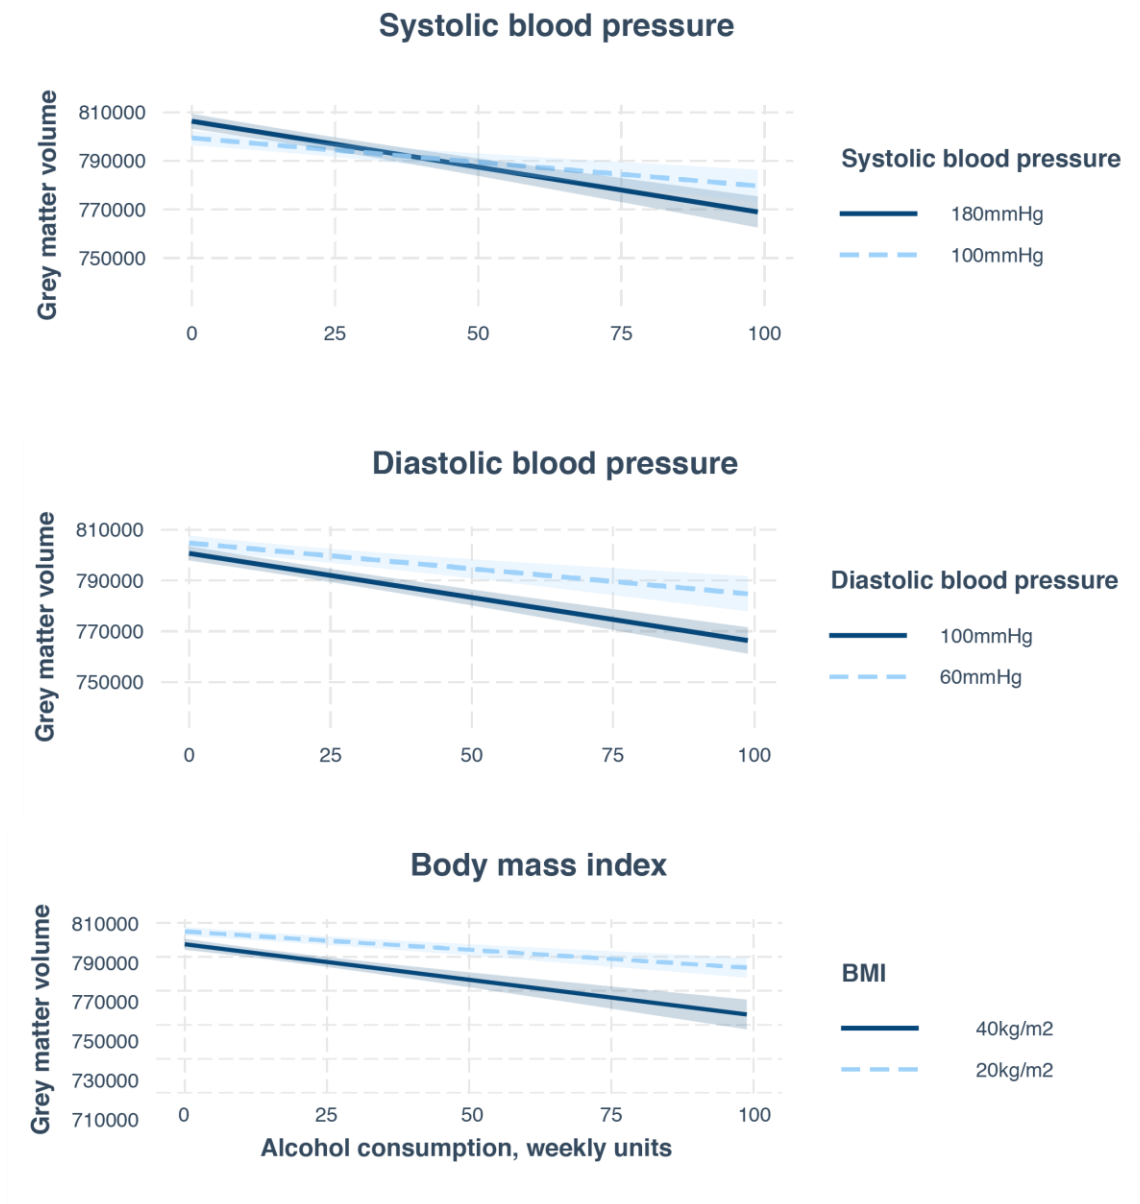 Systolic blood pressure
Grey matter volume
810000
790000
770000
750000
0 25 50 75 100
Systolic blood pressure
180mmHg
100mmHg
Diastolic blood pressure
Grey matter volume
810000
790000
770000
750000
0 25 50 75 100
Diastolic blood pressure
100mmHg
60mmHg
Body mass index
Grey matter volume
810000
790000
770000
750000
730000
710000
0 25 50 75 100
Alcohol consumption, weekly units
BMI
40kg/m2
20kg/m2